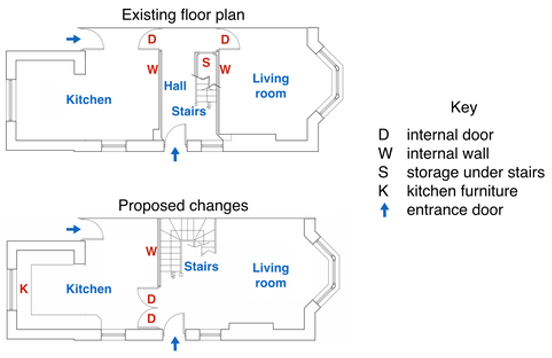 Existing floor plan
D D
W S W
Hall
Living
room
Kitchen
Stairs
Key
D internal door
W internal wall
S storage under stairs
K kitchen furniture
entrance door
Proposed changes
W
Stairs
Living
room
K Kitchen
D
D